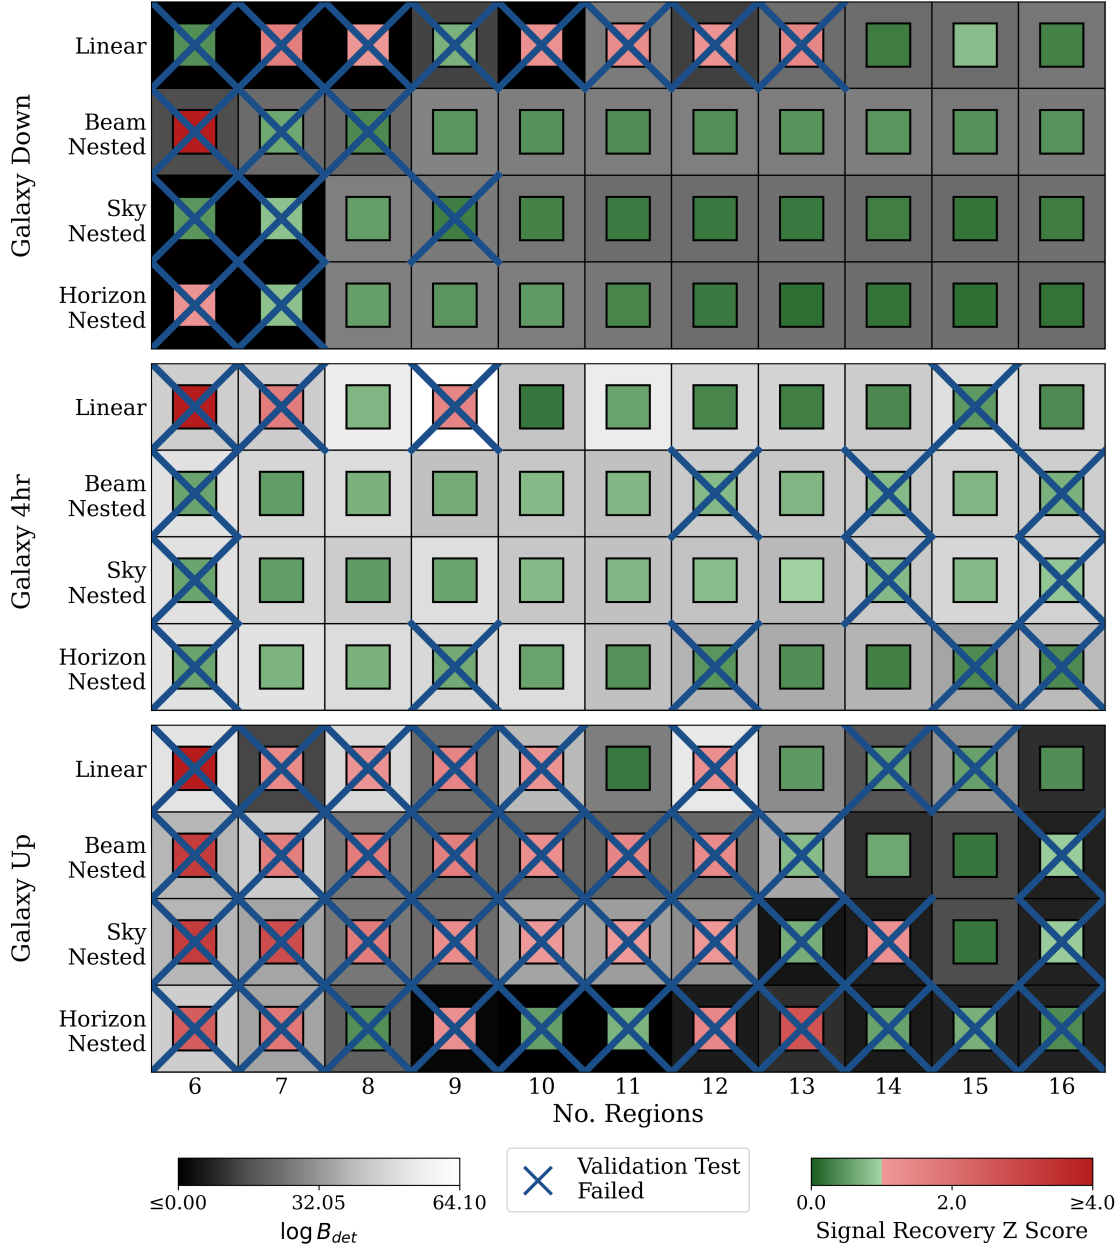 Galaxy Down
Linear
Beam
Nested
Sky
Nested
Horizon
Nested
Galaxy 4hr
Linear
Beam
Nested
Sky
Nested
Horizon
Nested
Galaxy Up
Linear
Beam
Nested
Sky
Nested
Horizon
Nested
6 7 8 9 10 11 12 13 14 15 16
No. Regions
≤0.00 32.05 64.10
log B_det
Validation Test
Failed
0.0 2.0 ≥4.0
Signal Recovery Z Score